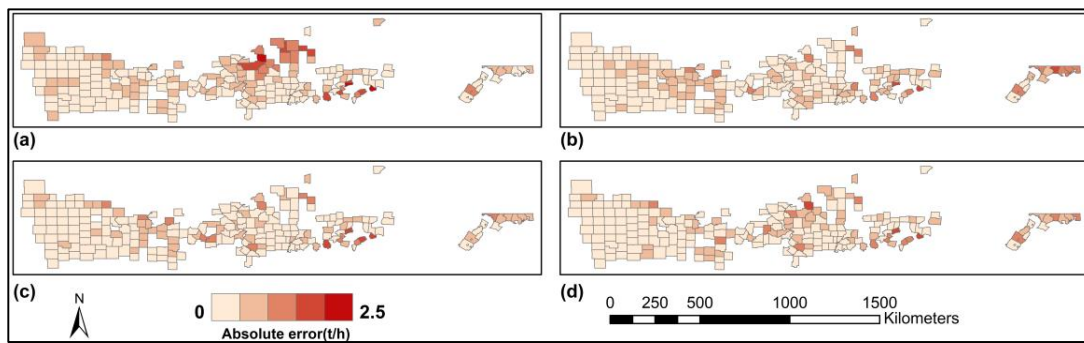 (a)
(b)
(c)
(d)
N
0 2.5
Absolute error(t/h)
0 250 500 1000 1500
Kilometers